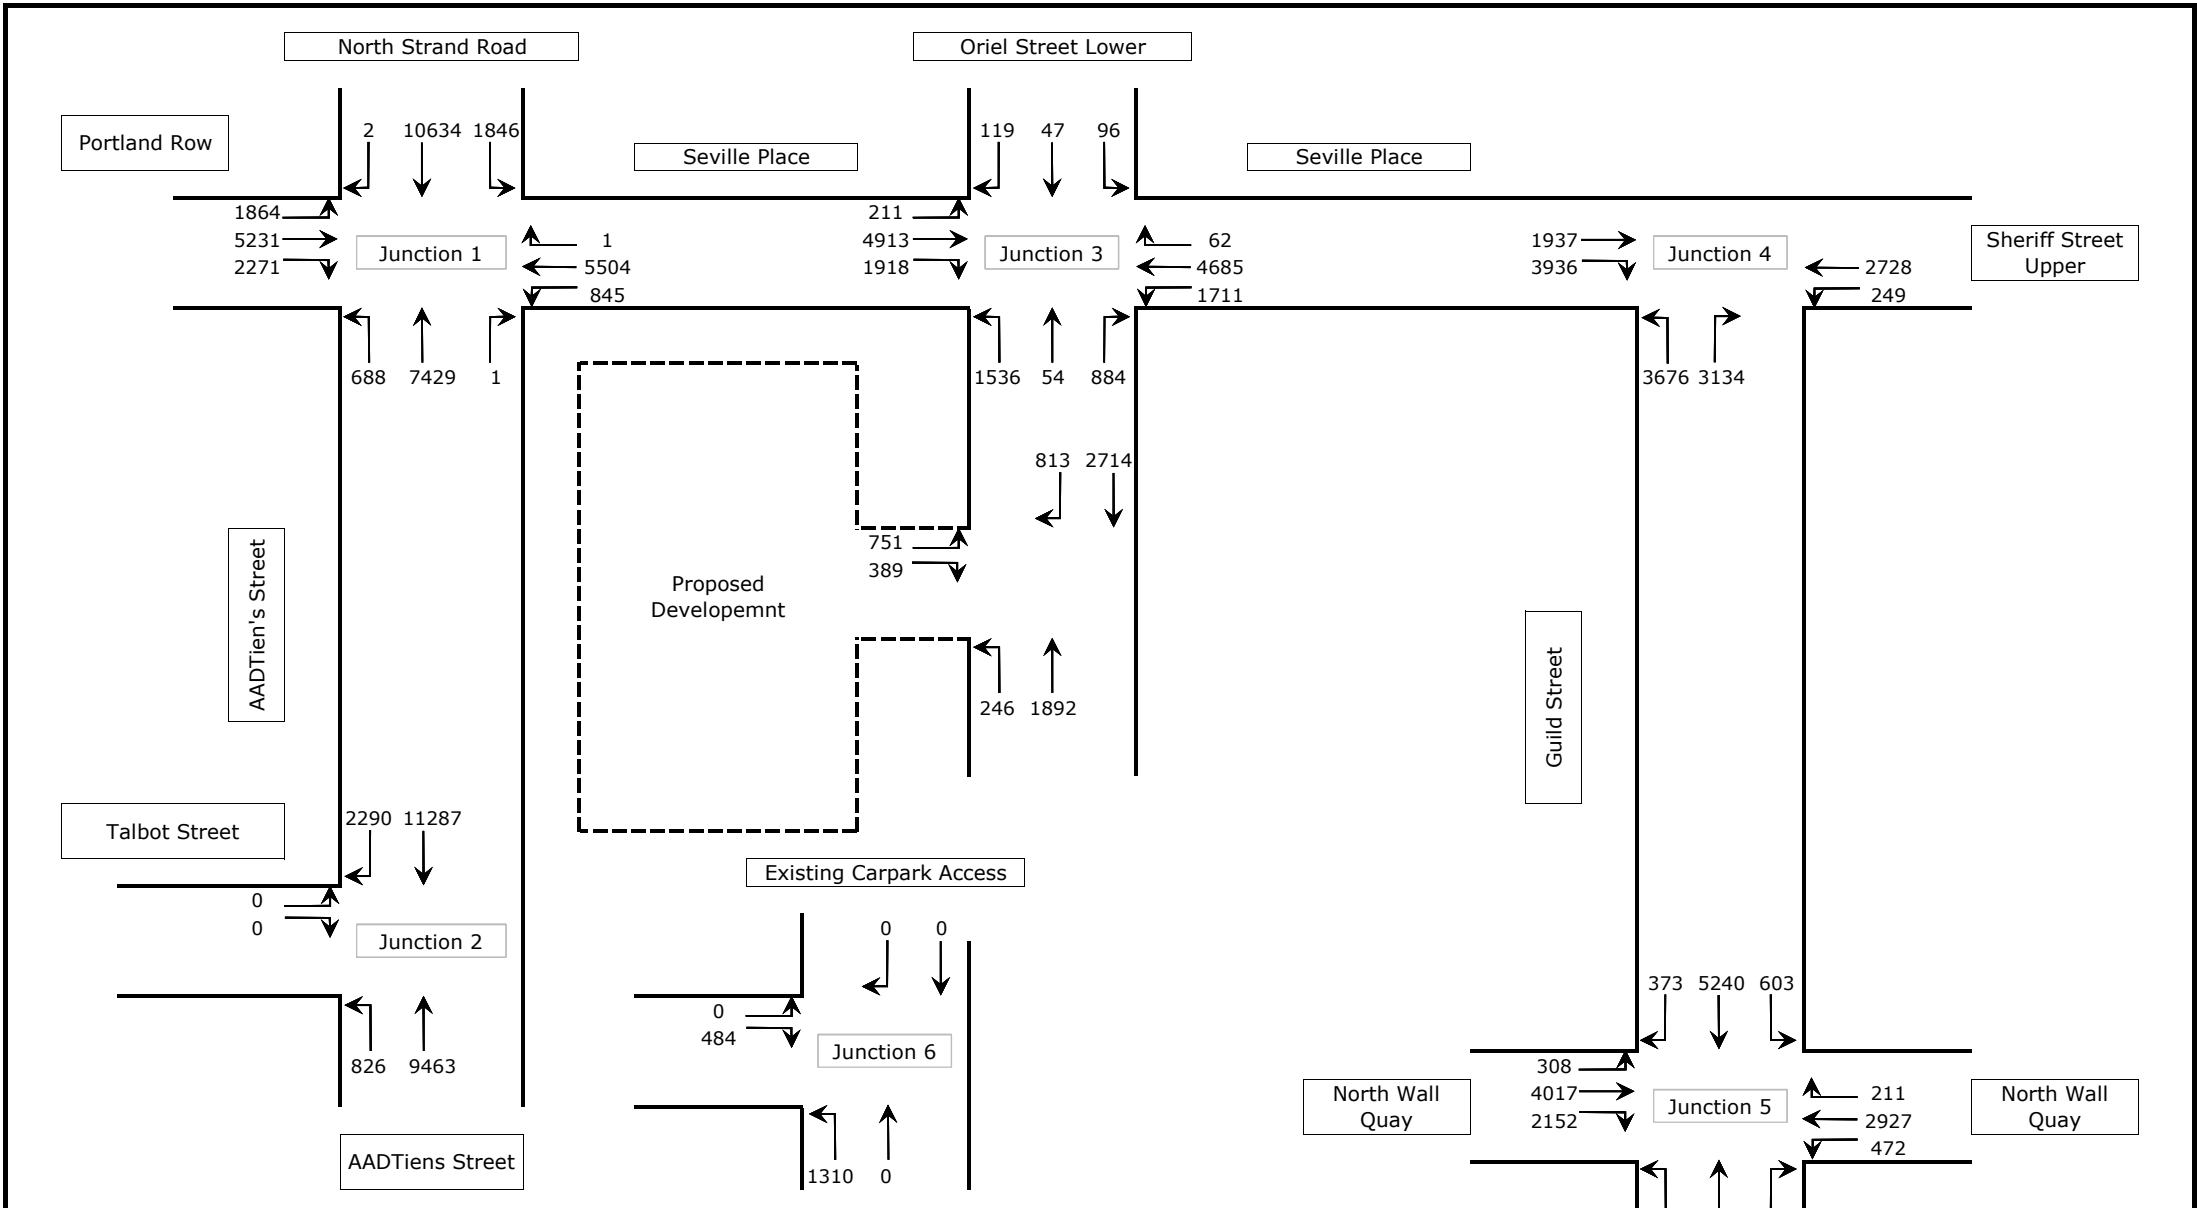 North Strand Road
Oriel Street Lower
Portland Row
2 10634 1846
Seville Place
119 47 96
Seville Place
1864
5231
2271
Junction 1
1
5504
845
211
4913
1918
Junction 3
62
4685
1711
1937
3936
Junction 4
2728
249
Sheriff Street
Upper
688 7429 1
1536 54 884
3676 3134
813 2714
751
389
Proposed
Developemnt
AADTien's Street
246 1892
Guild Street
Talbot Street
2290 11287
0
0
Junction 2
826 9463
AADTiens Street
Existing Carpark Access
0 0
0
484
Junction 6
1310 0
373 5240 603
North Wall
Quay
308
4017
2152
Junction 5
211
2927
472
North Wall
Quay